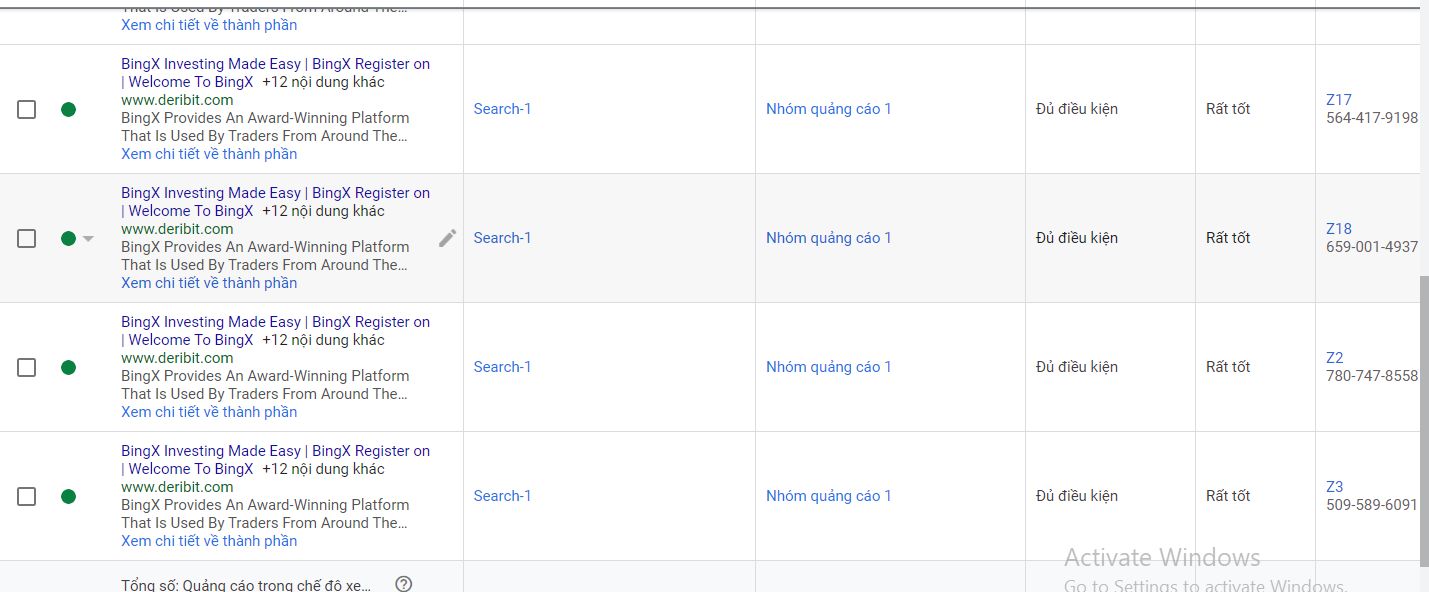 That Is Used By Traders From Around The...
Xem chi tiết về thành phần
BingX Investing Made Easy | BingX Register on
| Welcome To BingX +12 nội dung khác
www.deribit.com
BingX Provides An Award-Winning Platform
That Is Used By Traders From Around The...
Xem chi tiết về thành phần
Search-1
Nhóm quảng cáo 1
Đủ điều kiện
Rất tốt
Z17
564-417-9198
BingX Investing Made Easy | BingX Register on
| Welcome To BingX +12 nội dung khác
www.deribit.com
BingX Provides An Award-Winning Platform
That Is Used By Traders From Around The...
Xem chi tiết về thành phần
Search-1
Nhóm quảng cáo 1
Đủ điều kiện
Rất tốt
Z18
659-001-4937
BingX Investing Made Easy | BingX Register on
| Welcome To BingX +12 nội dung khác
www.deribit.com
BingX Provides An Award-Winning Platform
That Is Used By Traders From Around The...
Xem chi tiết về thành phần
Search-1
Nhóm quảng cáo 1
Đủ điều kiện
Rất tốt
Z2
780-747-8558
BingX Investing Made Easy | BingX Register on
| Welcome To BingX +12 nội dung khác
www.deribit.com
BingX Provides An Award-Winning Platform
That Is Used By Traders From Around The...
Xem chi tiết về thành phần
Search-1
Nhóm quảng cáo 1
Đủ điều kiện
Rất tốt
Z3
509-589-6091
Tổng số: Quảng cáo trong chế độ xe...
Activate Windows
Go to Settings to activate Windows.